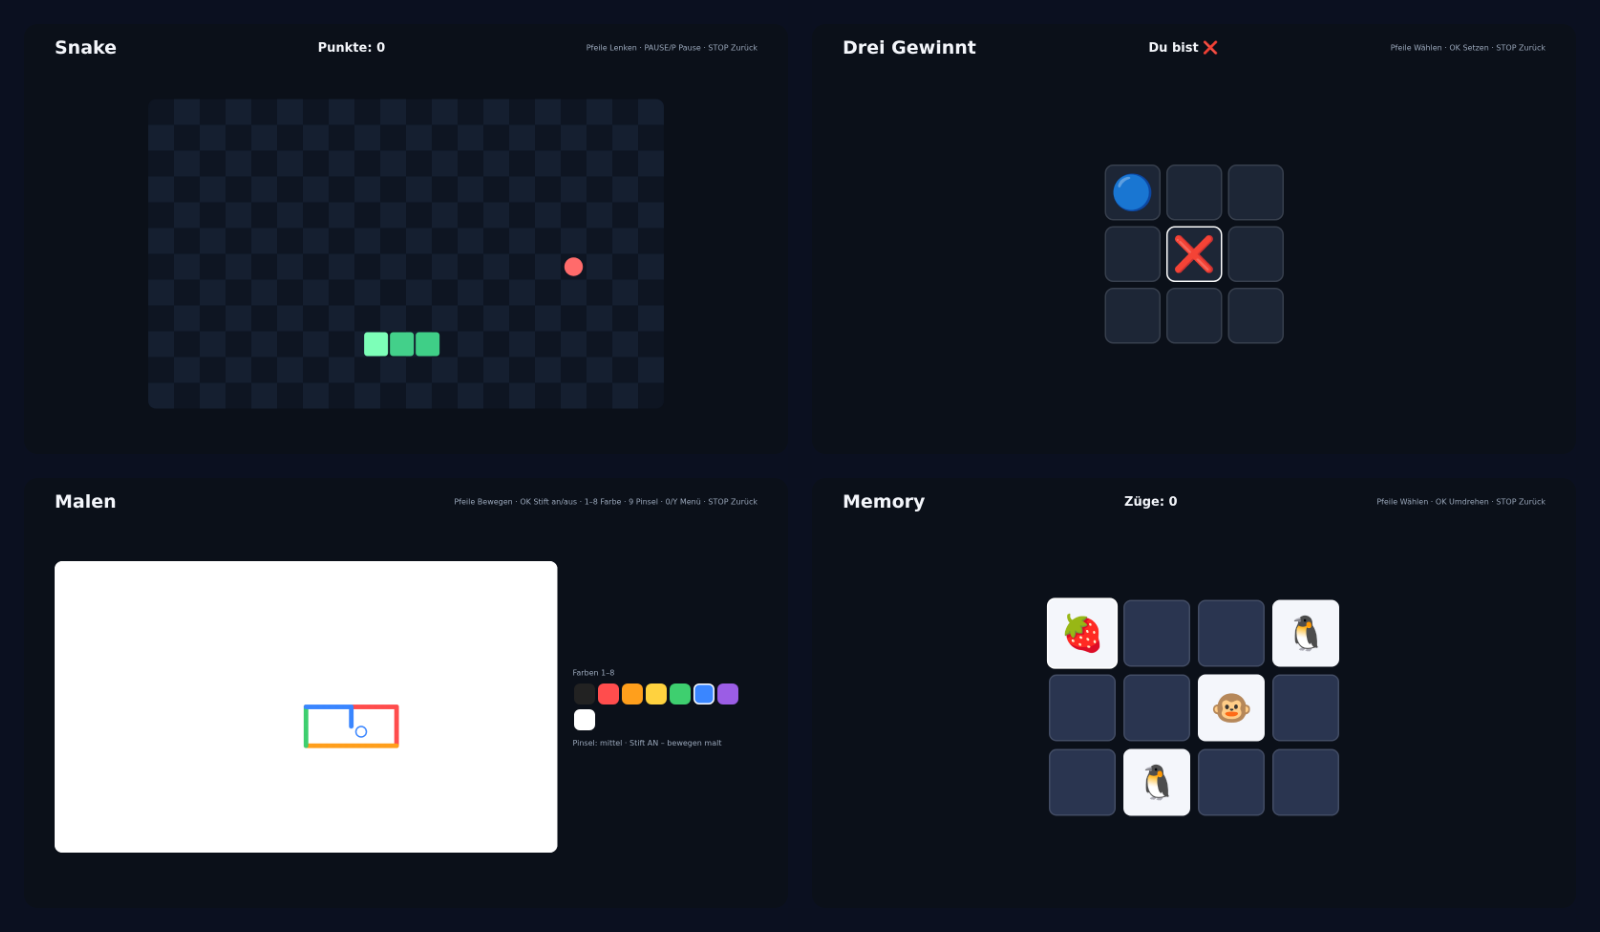 Snake
Punkte: 0
Pfeile Lenken · PAUSE/P Pause · STOP Zurück
Drei Gewinnt
Du bist ❌
Pfeile Wählen · OK Setzen · STOP Zurück
Malen
Pfeile Bewegen · OK Stift an/aus · 1–8 Farbe · 9 Pinsel · 0/Y Menü · STOP Zurück
Farben 1–8
Pinsel: mittel · Stift AN – bewegen malt
Memory
Züge: 0
Pfeile Wählen · OK Umdrehen · STOP Zurück